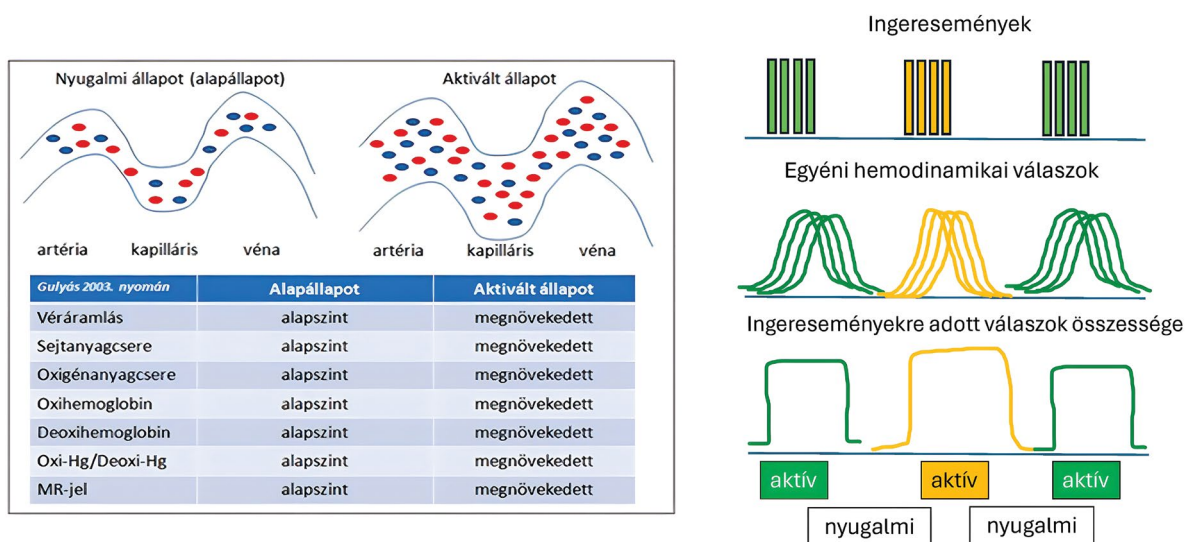 Nyugalmi állapot (alapállapot) Aktivált állapot
artéria kapilláris véna artéria kapilláris véna
Gulyás 2003. nyomán Alapállapot Aktivált állapot
Véráramlás alapszint megnövekedett
Sejtanyagcsere alapszint megnövekedett
Oxigénanyagcsere alapszint megnövekedett
Oxihemoglobin alapszint megnövekedett
Deoxihemoglobin alapszint megnövekedett
Oxi-Hg/Deoxi-Hg alapszint megnövekedett
MR-jel alapszint megnövekedett
Ingeresemények
Egyéni hemodinamikai válaszok
Ingereseményekre adott válaszok összessége
aktív aktív aktív
nyugalmi nyugalmi